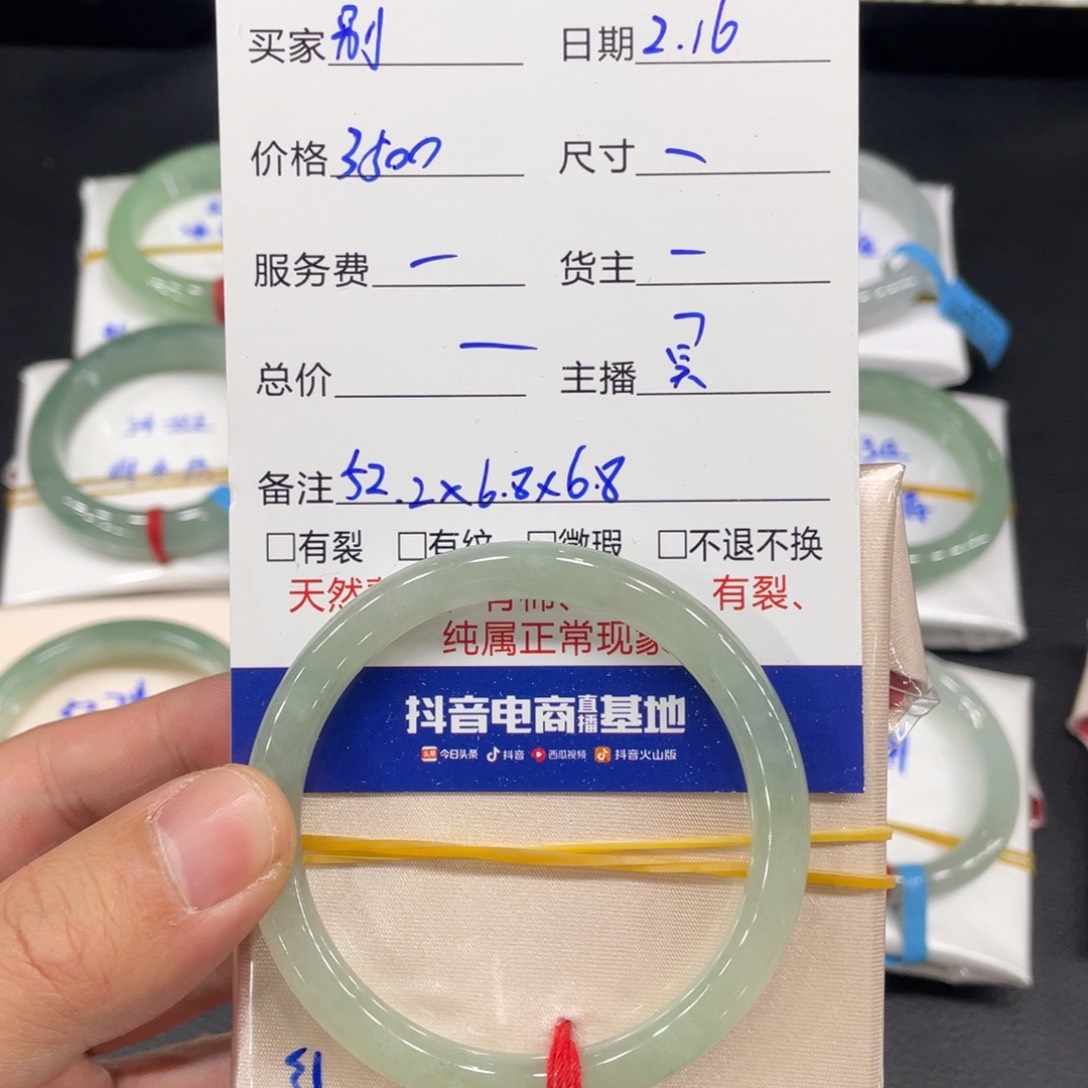 买家 别 日期 2.16
价格 3500 尺寸 一
服务费 一 货主 一
总价 一 主播
备注 52.2×6.8×6.8
□有裂 □有纹 □微瑕 □不退不换
天然 有棉、 有裂、
纯属正常现象
抖音电商直播基地
头条 今日头条 抖音 西瓜视频 抖音火山版